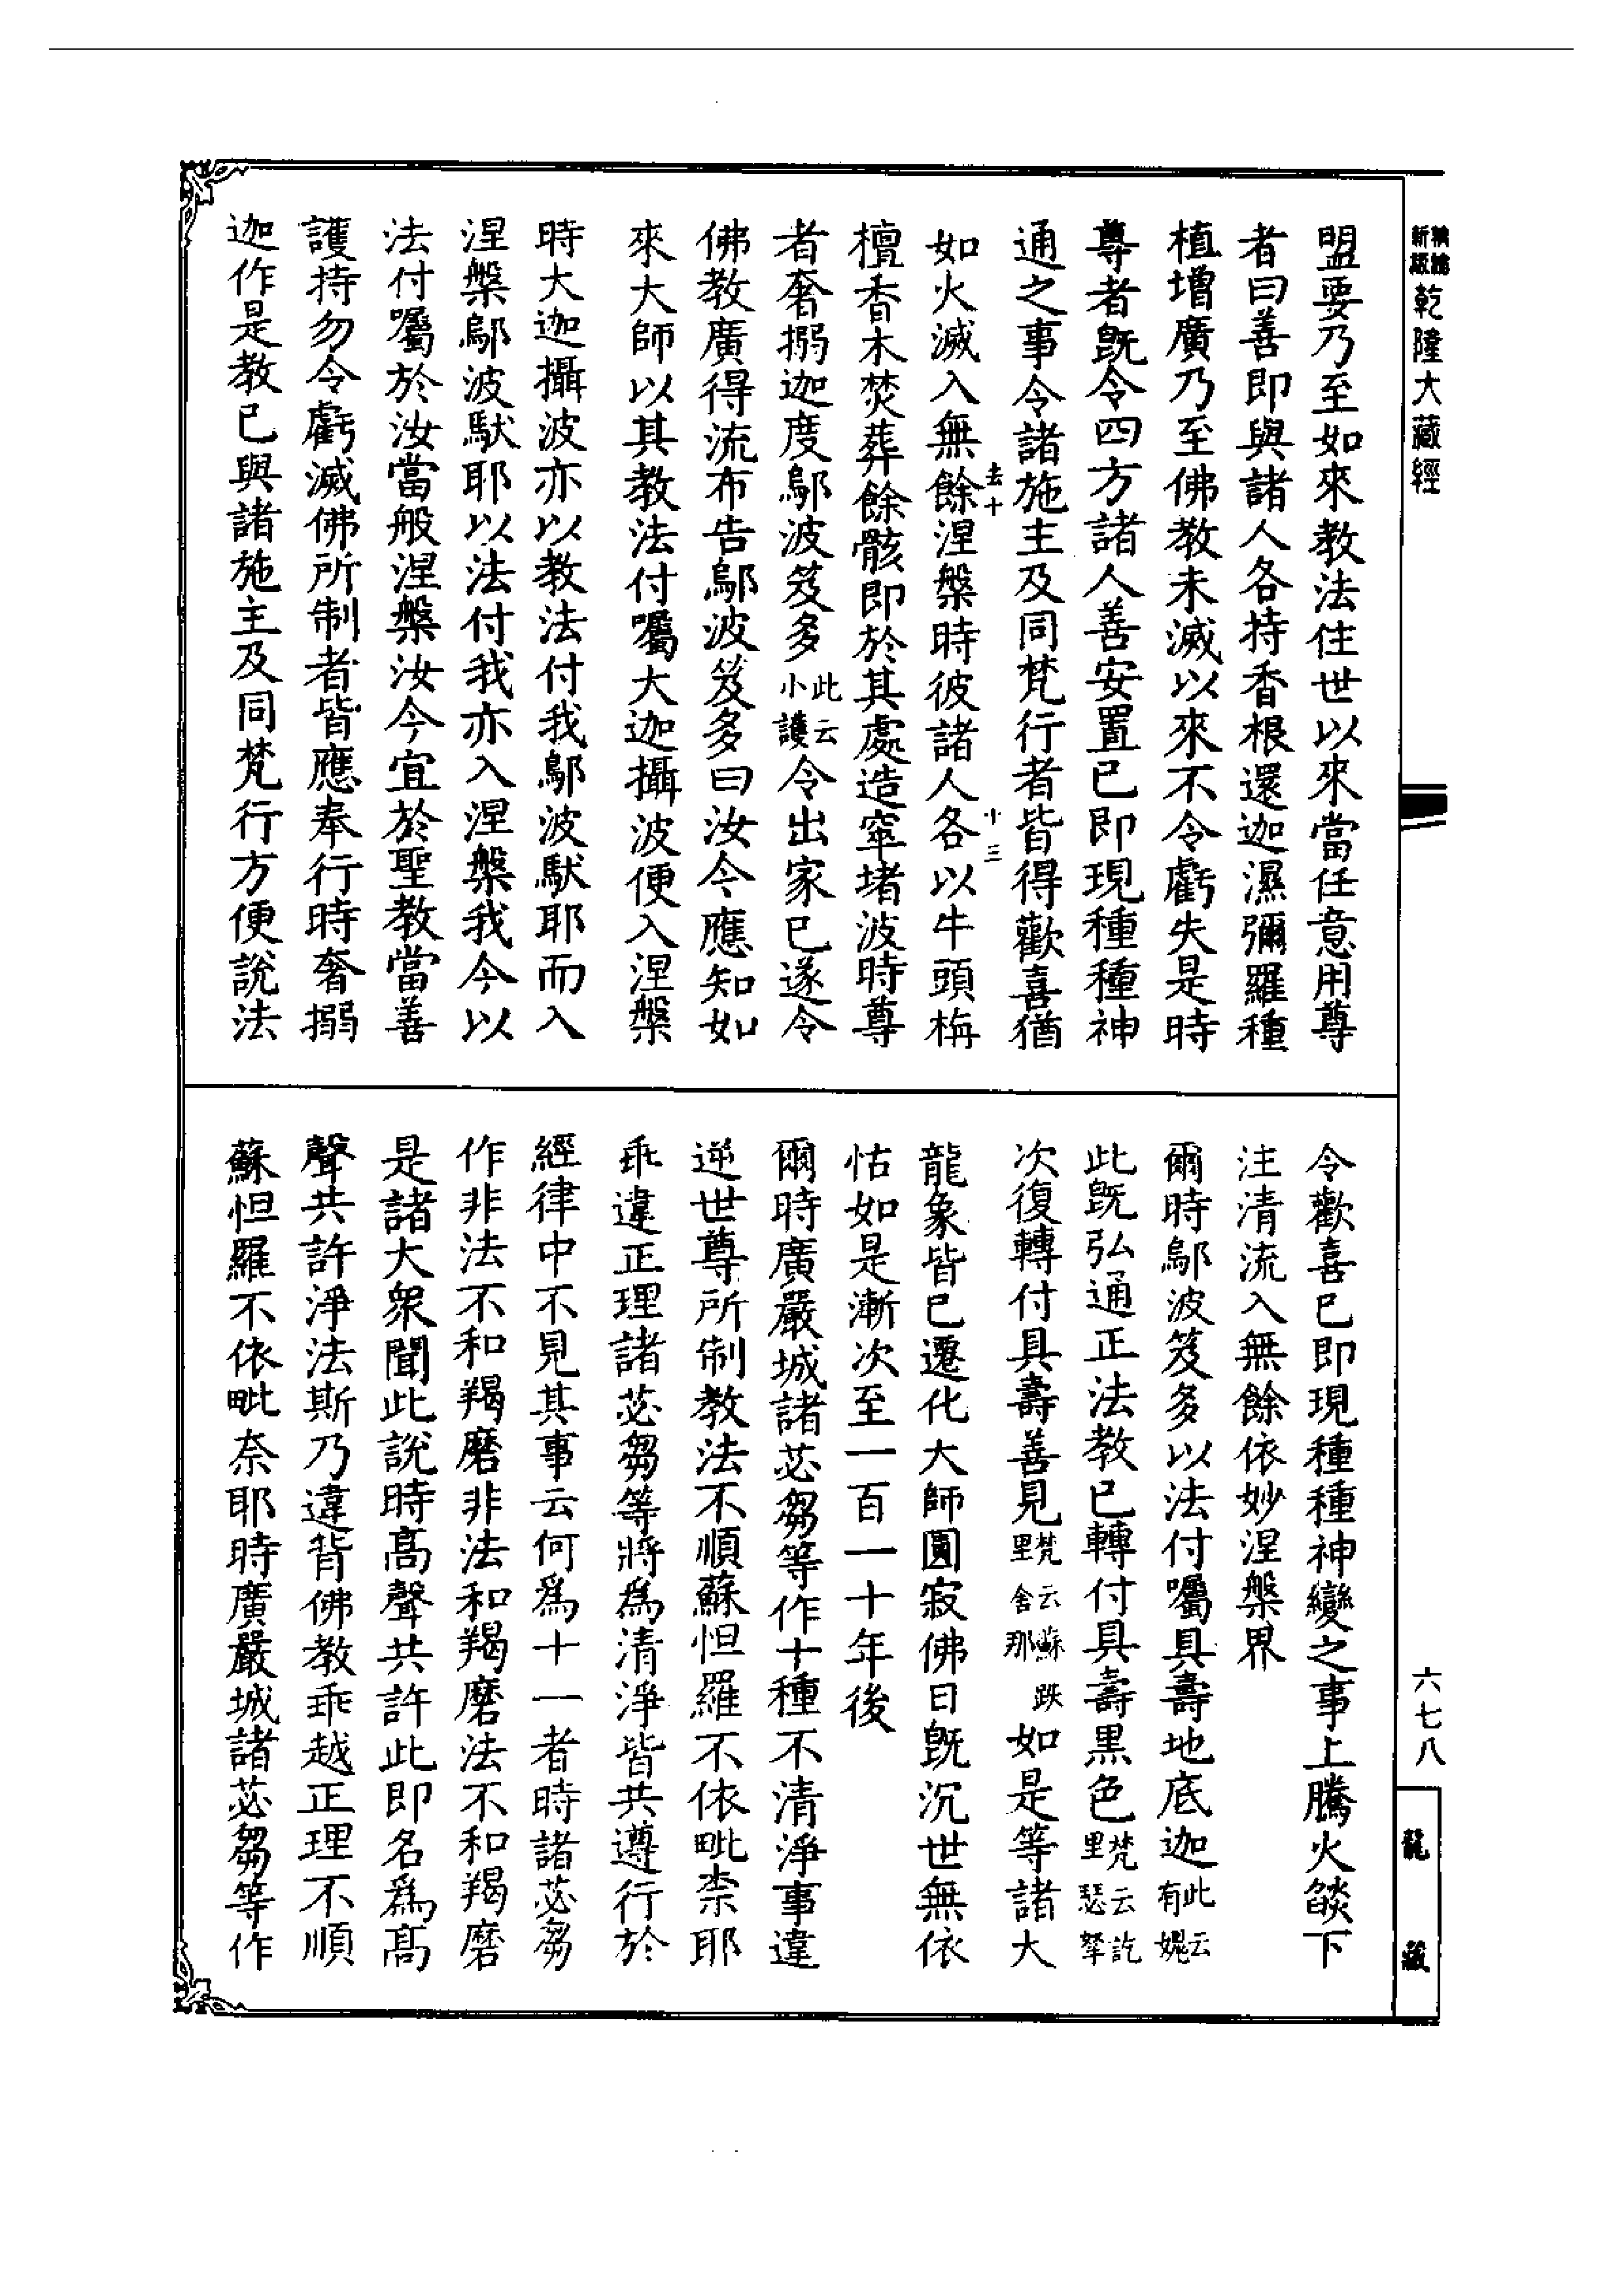 乾隆大藏經
盟要乃至如來教法住世以來當任意用尊
者曰善即與諸人各持香根還迦濕彌羅種
植增廣乃至佛教未滅以來不令虧失是時
尊者既令四方諸人善安置已即現種種神
通之事令諸施主及同梵行者皆得歡喜猶
去十
十三
如火滅入無餘涅槃時彼諸人各以牛頭栴
檀香木焚葬餘骸即於其處造窣堵波時尊
者奢搦迦度鄔波笈多此云小護令出家已遂令
佛教廣得流布告鄔波笈多曰汝今應知如
來大師以其教法付囑大迦攝波便入涅槃
時大迦攝波亦以教法付我鄔波馱耶而入
涅槃鄔波馱耶以法付我亦入涅槃我今以
法付囑於汝當般涅槃汝今宜於聖教當善
護持勿令虧滅佛所制者皆應奉行時奢搦
迦作是教已與諸施主及同梵行方便說法
令歡喜已即現種種神變之事上騰火燄下
注清流入無餘依妙涅槃界
爾時鄔波笈多以法付囑具壽地底迦此云有媿
此既弘通正法教已轉付具壽黑色梵云訖里瑟拏
次復轉付具壽善見梵云蘇跌里舍那如是等諸大
龍象皆已遷化大師圓寂佛日既沉世無依
怙如是漸次至一百一十年後
爾時廣嚴城諸苾芻等作十種不清淨事違
逆世尊所制教法不順蘇怛羅不依毗柰耶
乖違正理諸苾芻等將為清淨皆共遵行於
經律中不見其事云何為十一者時諸苾芻
作非法不和羯磨非法和羯磨法不和羯磨
是諸大眾聞此說時高聲共許此即名為高
聲共許淨法斯乃違背佛教乖越正理不順
蘇怛羅不依毗奈耶時廣嚴城諸苾芻等作
六七八
龍藏